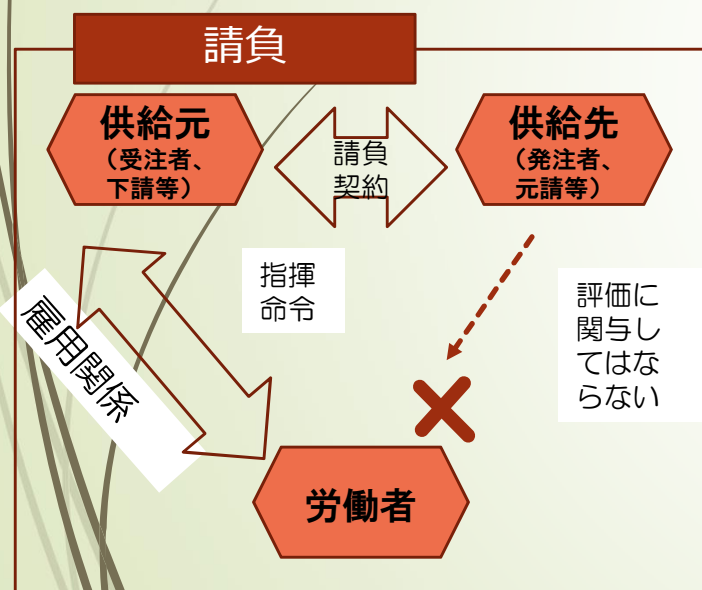 請負
供給元
（受注者、
下請等）
請負
契約
供給先
（発注者、
元請等）
指揮
命令
評価に
関与し
てはな
らない
雇用関係
労働者